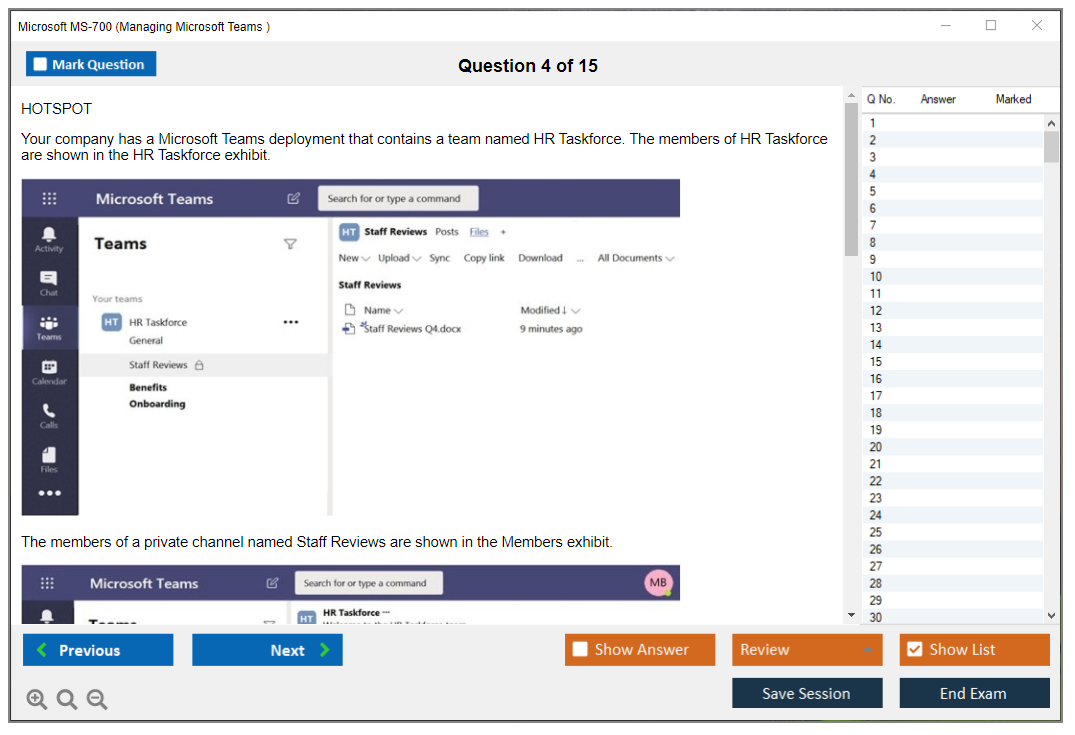 Microsoft MS-700 (Managing Microsoft Teams )
Mark Question
Question 4 of 15
HOTSPOT
Your company has a Microsoft Teams deployment that contains a team named HR Taskforce. The members of HR Taskforce
are shown in the HR Taskforce exhibit.
Microsoft Teams
Search for or type a command
Activity
Chat
Teams
Calendar
Calls
Files
Teams
Your teams
HT HR Taskforce
General
Staff Reviews
Benefits
Onboarding
HT Staff Reviews Posts Files +
New Upload Sync Copy link Download ... All Documents
Staff Reviews
Name Modified ↓
Staff Reviews Q4.docx 9 minutes ago
The members of a private channel named Staff Reviews are shown in the Members exhibit.
Microsoft Teams
Search for or type a command
MB
Teams
HT HR Taskforce ...
Welcome to the HR Taskforce team
Q No. Answer Marked
1
2
3
4
5
6
7
8
9
10
11
12
13
14
15
16
17
18
19
20
21
22
23
24
25
26
27
28
29
30
Previous
Next
Show Answer
Review
Show List
Save Session
End Exam